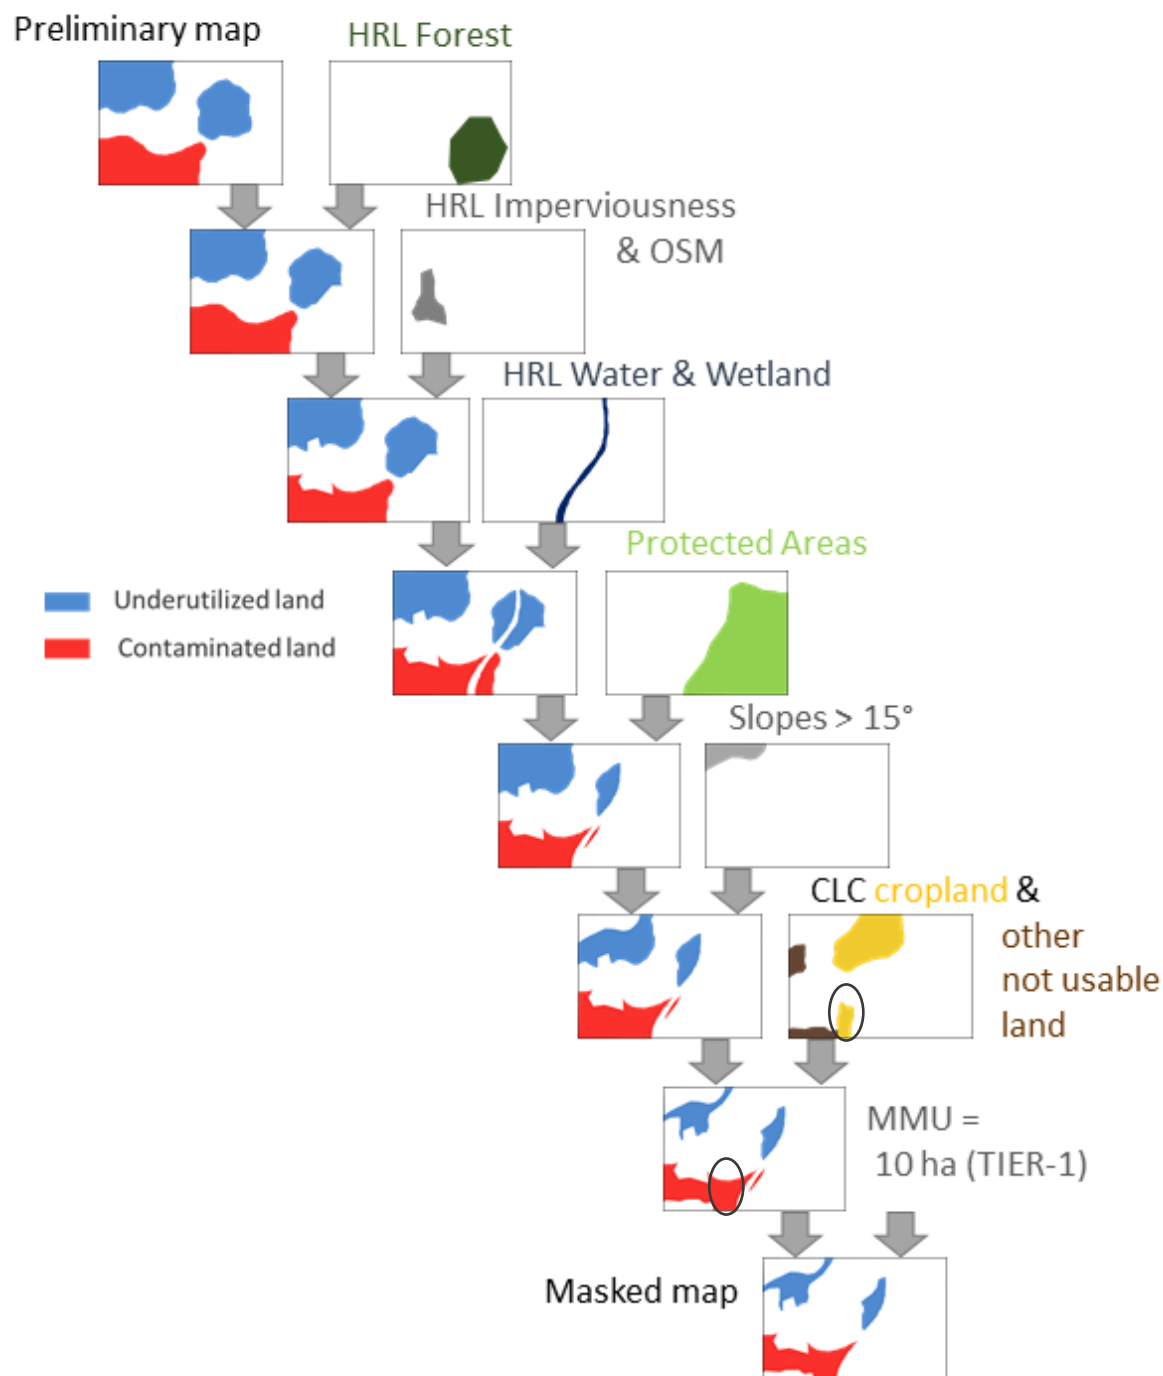 Preliminary map
HRL Forest
HRL Imperviousness
& OSM
HRL Water & Wetland
Protected Areas
Underutilized land
Contaminated land
Slopes > 15°
CLC cropland &
other
not usable
land
MMU =
10 ha (TIER-1)
Masked map